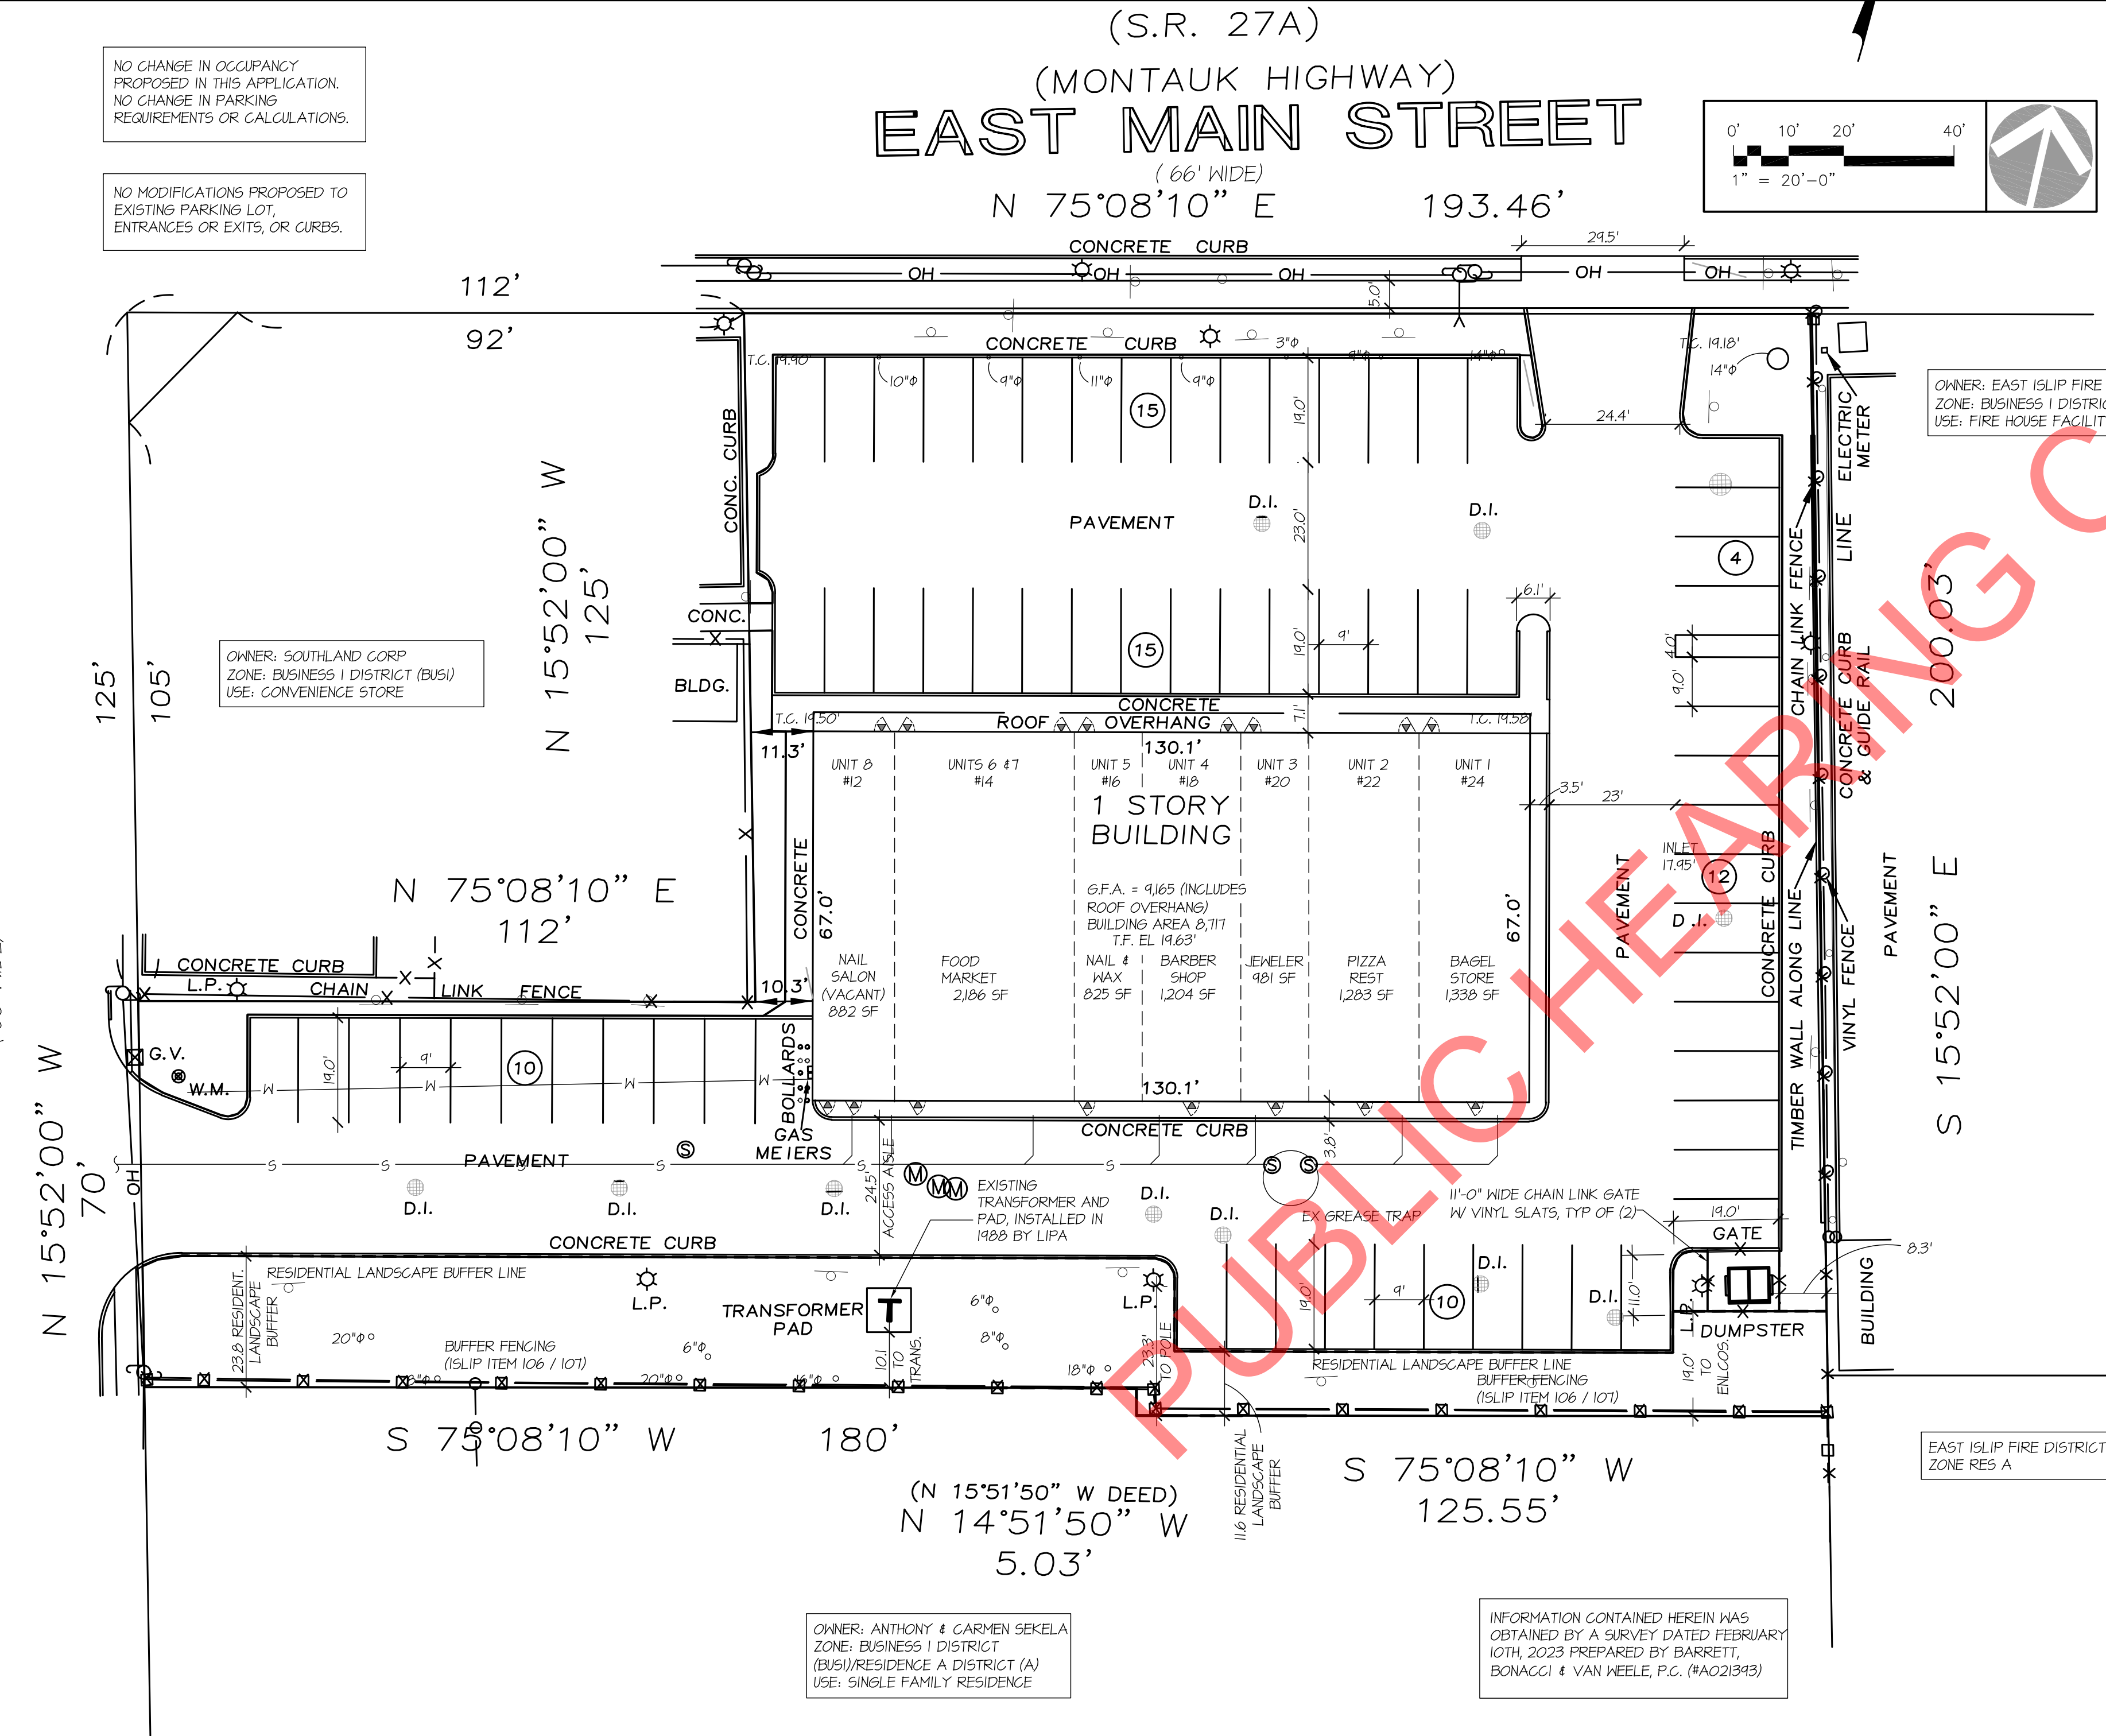 (S.R. 27A)
(MONTAUK HIGHWAY)
EAST MAIN STREET
( 66' WIDE)
N 75°08'10" E 193.46'
NO CHANGE IN OCCUPANCY
PROPOSED IN THIS APPLICATION.
NO CHANGE IN PARKING
REQUIREMENTS OR CALCULATIONS.
NO MODIFICATIONS PROPOSED TO
EXISTING PARKING LOT,
ENTRANCES OR EXITS, OR CURBS.
0' 10' 20' 40'
1" = 20'-0"
CONCRETE CURB
29.5'
OH OH OH OH OH
5.0'
112'
92'
CONCRETE CURB
3"Φ
9"Φ
14"Φ
T.C. 19.90'
T.C. 19.18'
14"Φ
10"Φ
9"Φ
11"Φ
9"Φ
15
19.0'
24.4'
CONC. CURB
ELECTRIC
METER
OWNER: EAST ISLIP FIRE
ZONE: BUSINESS 1 DISTRIC
USE: FIRE HOUSE FACILIT
N 15°52'00" W
125'
PAVEMENT
D.I.
D.I.
23.0'
4
CHAIN LINK FENCE
LINE
6.1'
CONC.
15
19.0'
9'
4.0'
9.0'
CONCRETE CURB
& GUIDE RAIL
200.03'
125'
105'
OWNER: SOUTHLAND CORP
ZONE: BUSINESS 1 DISTRICT (BUS1)
USE: CONVENIENCE STORE
BLDG.
CONCRETE
T.C. 19.50'
ROOF OVERHANG
7.1'
T.C. 19.58'
11.3'
130.1'
UNIT 8
#12
UNITS 6 & 7
#14
UNIT 5
#16
UNIT 4
#18
UNIT 3
#20
UNIT 2
#22
UNIT 1
#24
1 STORY
BUILDING
3.5'
23'
CONCRETE
67.0'
G.F.A. = 9,165 (INCLUDES
ROOF OVERHANG)
BUILDING AREA 8,717
T.F. EL 19.63'
67.0'
PAVEMENT
INLET
17.95'
12
D.I.
CONCRETE CURB
TIMBER WALL ALONG LINE
VINYL FENCE
PAVEMENT
S 15°52'00" E
N 75°08'10" E
112'
NAIL
SALON
(VACANT)
882 SF
FOOD
MARKET
2,186 SF
NAIL &
WAX
825 SF
BARBER
SHOP
1,204 SF
JEWELER
981 SF
PIZZA
REST
1,283 SF
BAGEL
STORE
1,338 SF
CONCRETE CURB
L.P.
CHAIN LINK FENCE
10.3'
G.V.
W.M.
W W W W
19.0'
9'
10
BOLLARDS
GAS
MEIERS
130.1'
CONCRETE CURB
3.8'
N 15°52'00" W
70'
OH
S S S S S S
PAVEMENT
S
24.5'
ACCESS AISLE
M M M
EXISTING
TRANSFORMER AND
PAD, INSTALLED IN
1988 BY LIPA
S S
EX GREASE TRAP
11'-0" WIDE CHAIN LINK GATE
W/ VINYL SLATS, TYP OF (2)
19.0'
GATE
8.3'
D.I.
D.I.
D.I.
D.I.
D.I.
D.I.
D.I.
CONCRETE CURB
RESIDENTIAL LANDSCAPE BUFFER LINE
23.8 RESIDENT.
LANDSCAPE
BUFFER
L.P.
TRANSFORMER
PAD
T
6"Φ
8"Φ
L.P.
23.3'
TO POLE
19.0'
9'
10
11.0'
L.P.
DUMPSTER
BUILDING
20"Φ
BUFFER FENCING
(ISLIP ITEM 106 / 107)
6"Φ
20"Φ
10.1
TO
TRANS.
18"Φ
RESIDENTIAL LANDSCAPE BUFFER LINE
BUFFER FENCING
(ISLIP ITEM 106 / 107)
19.0'
TO
ENLCOS.
S 75°08'10" W 180'
11.6 RESIDENTIAL
LANDSCAPE
BUFFER
S 75°08'10" W
125.55'
(N 15°51'50" W DEED)
N 14°51'50" W
5.03'
EAST ISLIP FIRE DISTRICT
ZONE RES A
OWNER: ANTHONY & CARMEN SEKELA
ZONE: BUSINESS 1 DISTRICT
(BUS1)/RESIDENCE A DISTRICT (A)
USE: SINGLE FAMILY RESIDENCE
INFORMATION CONTAINED HEREIN WAS
OBTAINED BY A SURVEY DATED FEBRUARY
10TH, 2023 PREPARED BY BARRETT,
BONACCI & VAN WEELE, P.C. (#A021393)
PUBLIC HEARING C